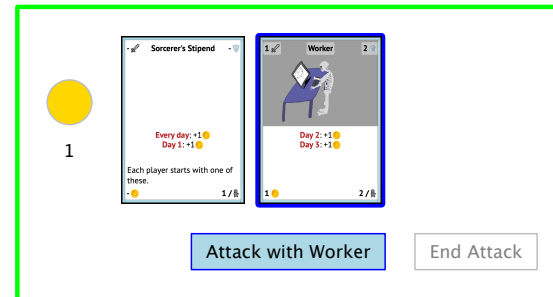 - Sorcerer's Stipend -
1 Worker 2
1
Every day: +1
Day 1: +1
Each player starts with one of
these.
- 1 /
Day 2: +1
Day 3: +1
1 2 /
Attack with Worker
End Attack